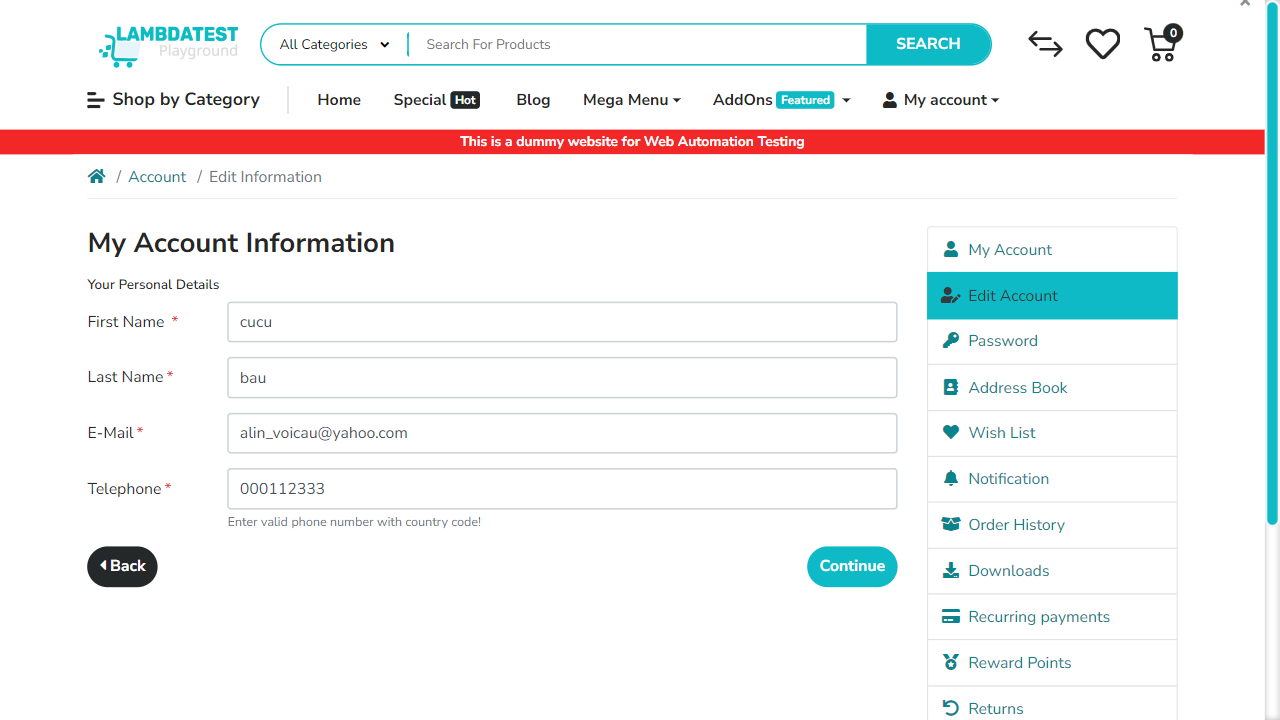 LAMBDATEST
Playground
All Categories
Search For Products
SEARCH
0
Shop by Category
Home
Special Hot
Blog
Mega Menu
AddOns Featured
My account
This is a dummy website for Web Automation Testing
/ Account / Edit Information
My Account Information
Your Personal Details
First Name *
cucu
Last Name *
bau
E-Mail *
alin_voicau@yahoo.com
Telephone *
000112333
Enter valid phone number with country code!
Back
Continue
My Account
Edit Account
Password
Address Book
Wish List
Notification
Order History
Downloads
Recurring payments
Reward Points
Returns